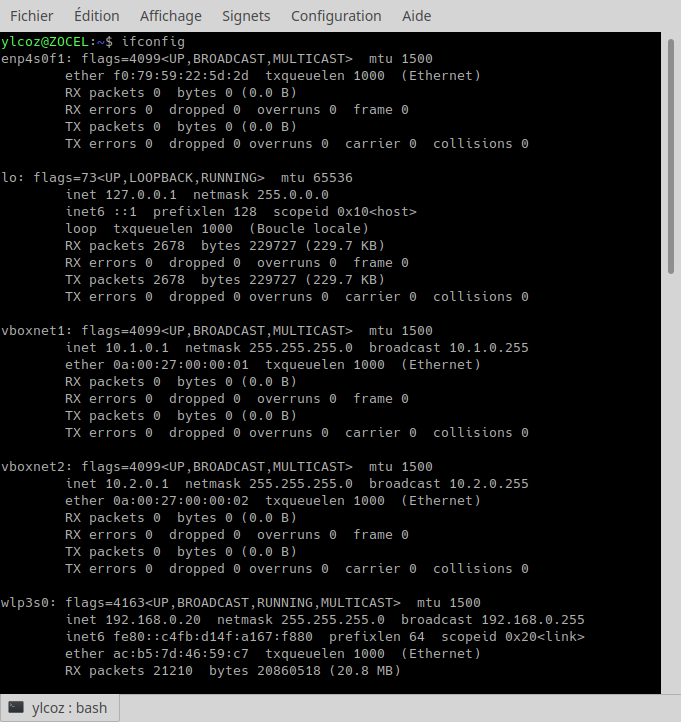 Fichier Édition Affichage Signets Configuration Aide
ylcoz@ZOCEL:~$ ifconfig
enp4s0f1: flags=4099<UP,BROADCAST,MULTICAST>  mtu 1500
        ether f0:79:59:22:5d:2d  txqueuelen 1000  (Ethernet)
        RX packets 0  bytes 0 (0.0 B)
        RX errors 0  dropped 0  overruns 0  frame 0
        TX packets 0  bytes 0 (0.0 B)
        TX errors 0  dropped 0 overruns 0  carrier 0  collisions 0

lo: flags=73<UP,LOOPBACK,RUNNING>  mtu 65536
        inet 127.0.0.1  netmask 255.0.0.0
        inet6 ::1  prefixlen 128  scopeid 0x10<host>
        loop  txqueuelen 1000  (Boucle locale)
        RX packets 2678  bytes 229727 (229.7 KB)
        RX errors 0  dropped 0  overruns 0  frame 0
        TX packets 2678  bytes 229727 (229.7 KB)
        TX errors 0  dropped 0 overruns 0  carrier 0  collisions 0

vboxnet1: flags=4099<UP,BROADCAST,MULTICAST>  mtu 1500
        inet 10.1.0.1  netmask 255.255.255.0  broadcast 10.1.0.255
        ether 0a:00:27:00:00:01  txqueuelen 1000  (Ethernet)
        RX packets 0  bytes 0 (0.0 B)
        RX errors 0  dropped 0  overruns 0  frame 0
        TX packets 0  bytes 0 (0.0 B)
        TX errors 0  dropped 0 overruns 0  carrier 0  collisions 0

vboxnet2: flags=4099<UP,BROADCAST,MULTICAST>  mtu 1500
        inet 10.2.0.1  netmask 255.255.255.0  broadcast 10.2.0.255
        ether 0a:00:27:00:00:02  txqueuelen 1000  (Ethernet)
        RX packets 0  bytes 0 (0.0 B)
        RX errors 0  dropped 0  overruns 0  frame 0
        TX packets 0  bytes 0 (0.0 B)
        TX errors 0  dropped 0 overruns 0  carrier 0  collisions 0

wlp3s0: flags=4163<UP,BROADCAST,RUNNING,MULTICAST>  mtu 1500
        inet 192.168.0.20  netmask 255.255.255.0  broadcast 192.168.0.255
        inet6 fe80::c4fb:d14f:a167:f880  prefixlen 64  scopeid 0x20<link>
        ether ac:b5:7d:46:59:c7  txqueuelen 1000  (Ethernet)
        RX packets 21210  bytes 20860518 (20.8 MB)
ylcoz : bash